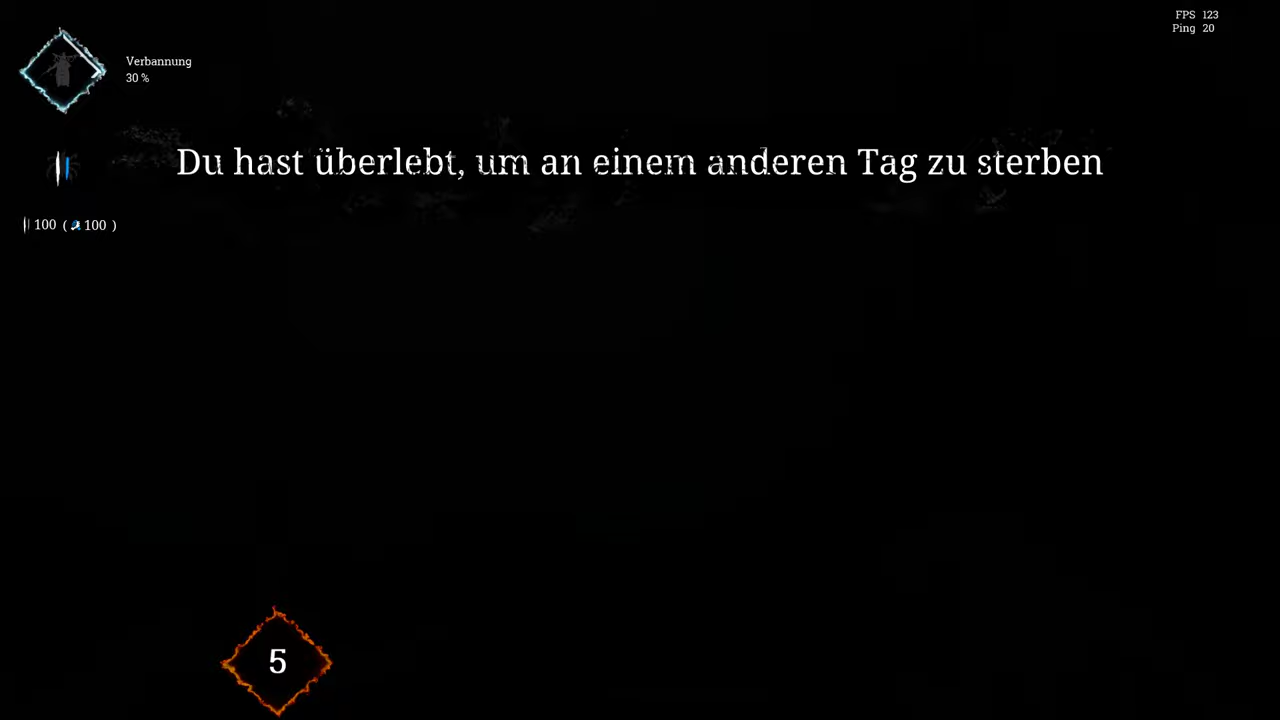 FPS 123
Ping 20
Verbannung
30 %
Du hast überlebt, um an einem anderen Tag zu sterben
100 ( 100 )
5